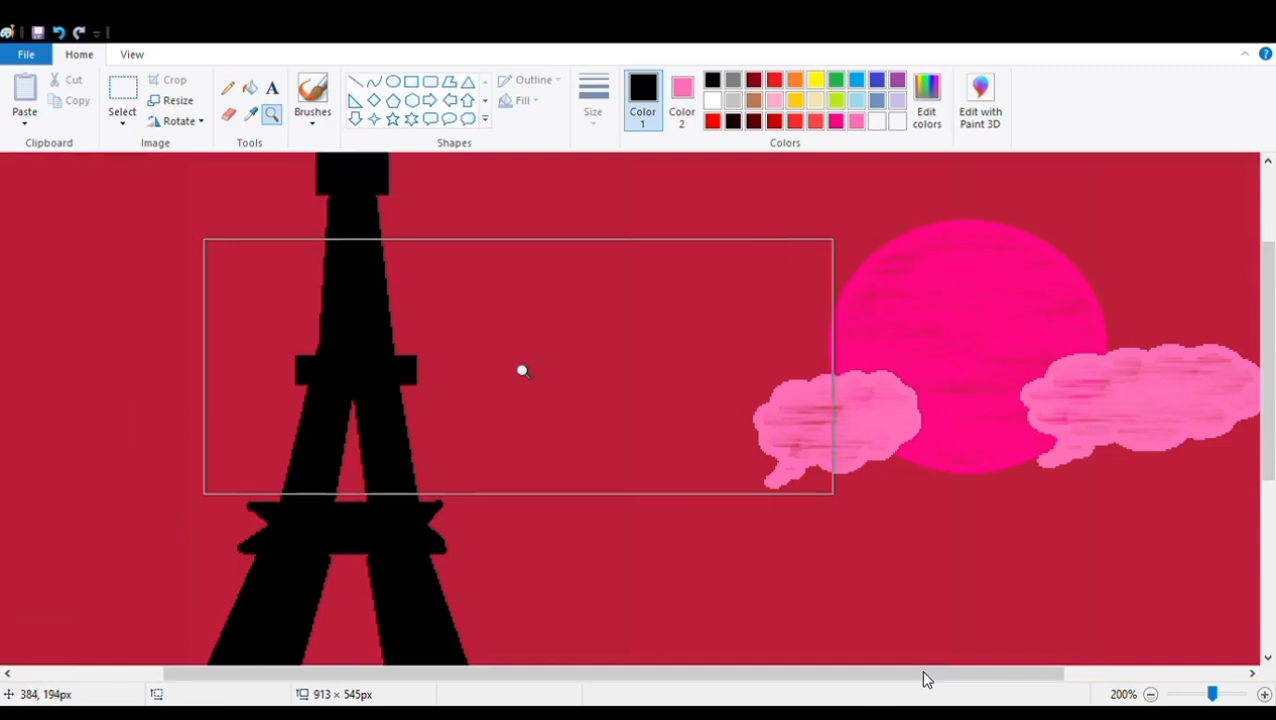 File Home View
Paste Cut Copy
Clipboard
Select Crop Resize Rotate
Image
A
Tools
Brushes
Outline Fill
Shapes
Size
Color 1
Color 2
Edit colors
Colors
Edit with Paint 3D
384, 194px 913 × 545px 200%